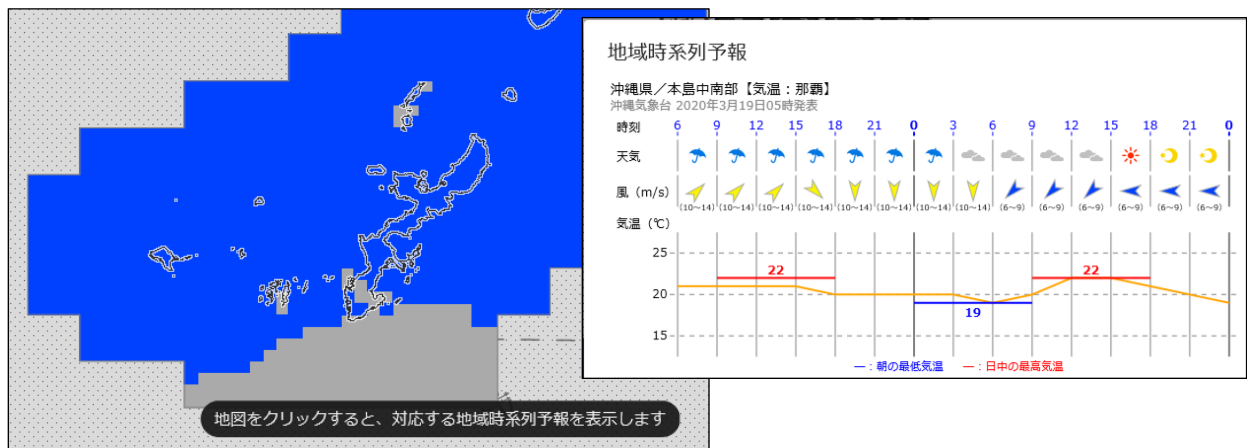 地図をクリックすると、対応する地域時系列予報を表示します
地域時系列予報
沖縄県／本島中南部【気温：那覇】
沖縄気象台 2020年3月19日05時発表
時刻 6 9 12 15 18 21 0 3 6 9 12 15 18 21 0
天気
風（m/s） (10～14) (10～14) (10～14) (10～14) (10～14) (10～14) (10～14) (10～14) (6～9) (6～9) (6～9) (6～9) (6～9) (6～9)
気温（℃）
25
22 22
20
19
15
―：朝の最低気温 ―：日中の最高気温